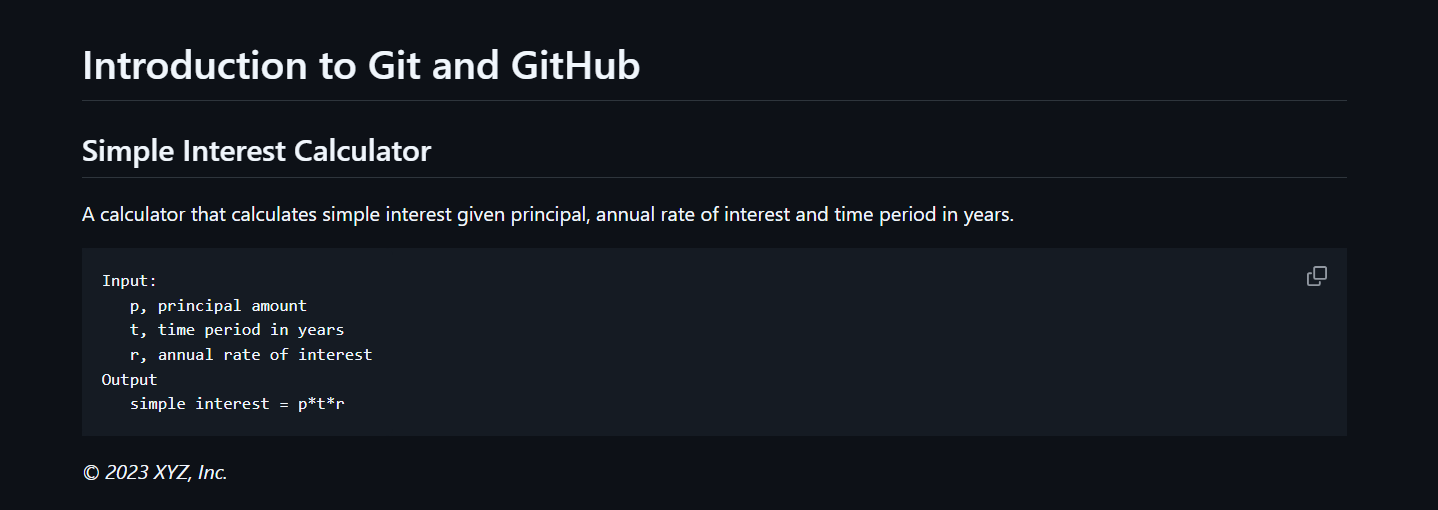 Introduction to Git and GitHub
Simple Interest Calculator
A calculator that calculates simple interest given principal, annual rate of interest and time period in years.
Input:
   p, principal amount
   t, time period in years
   r, annual rate of interest
Output
   simple interest = p*t*r
© 2023 XYZ, Inc.